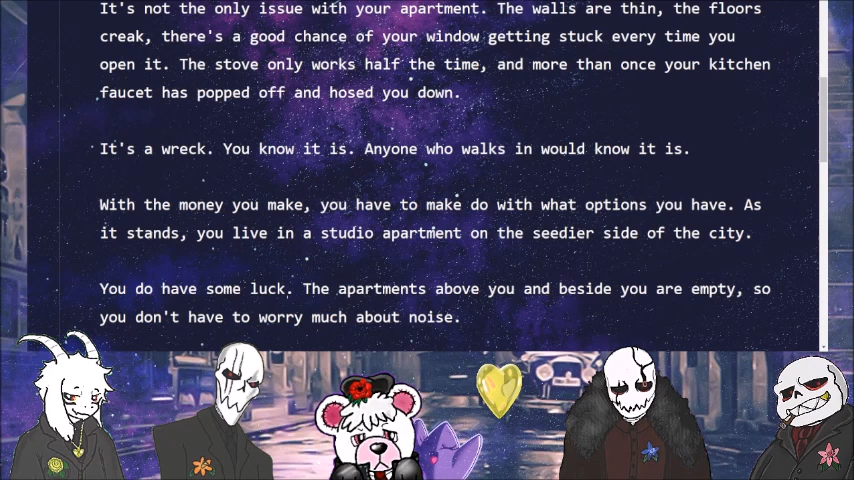 It's not the only issue with your apartment. The walls are thin, the floors
creak, there's a good chance of your window getting stuck every time you
open it. The stove only works half the time, and more than once your kitchen
faucet has popped off and hosed you down.
It's a wreck. You know it is. Anyone who walks in would know it is.
With the money you make, you have to make do with what options you have. As
it stands, you live in a studio apartment on the seedier side of the city.
You do have some luck. The apartments above you and beside you are empty, so
you don't have to worry much about noise.